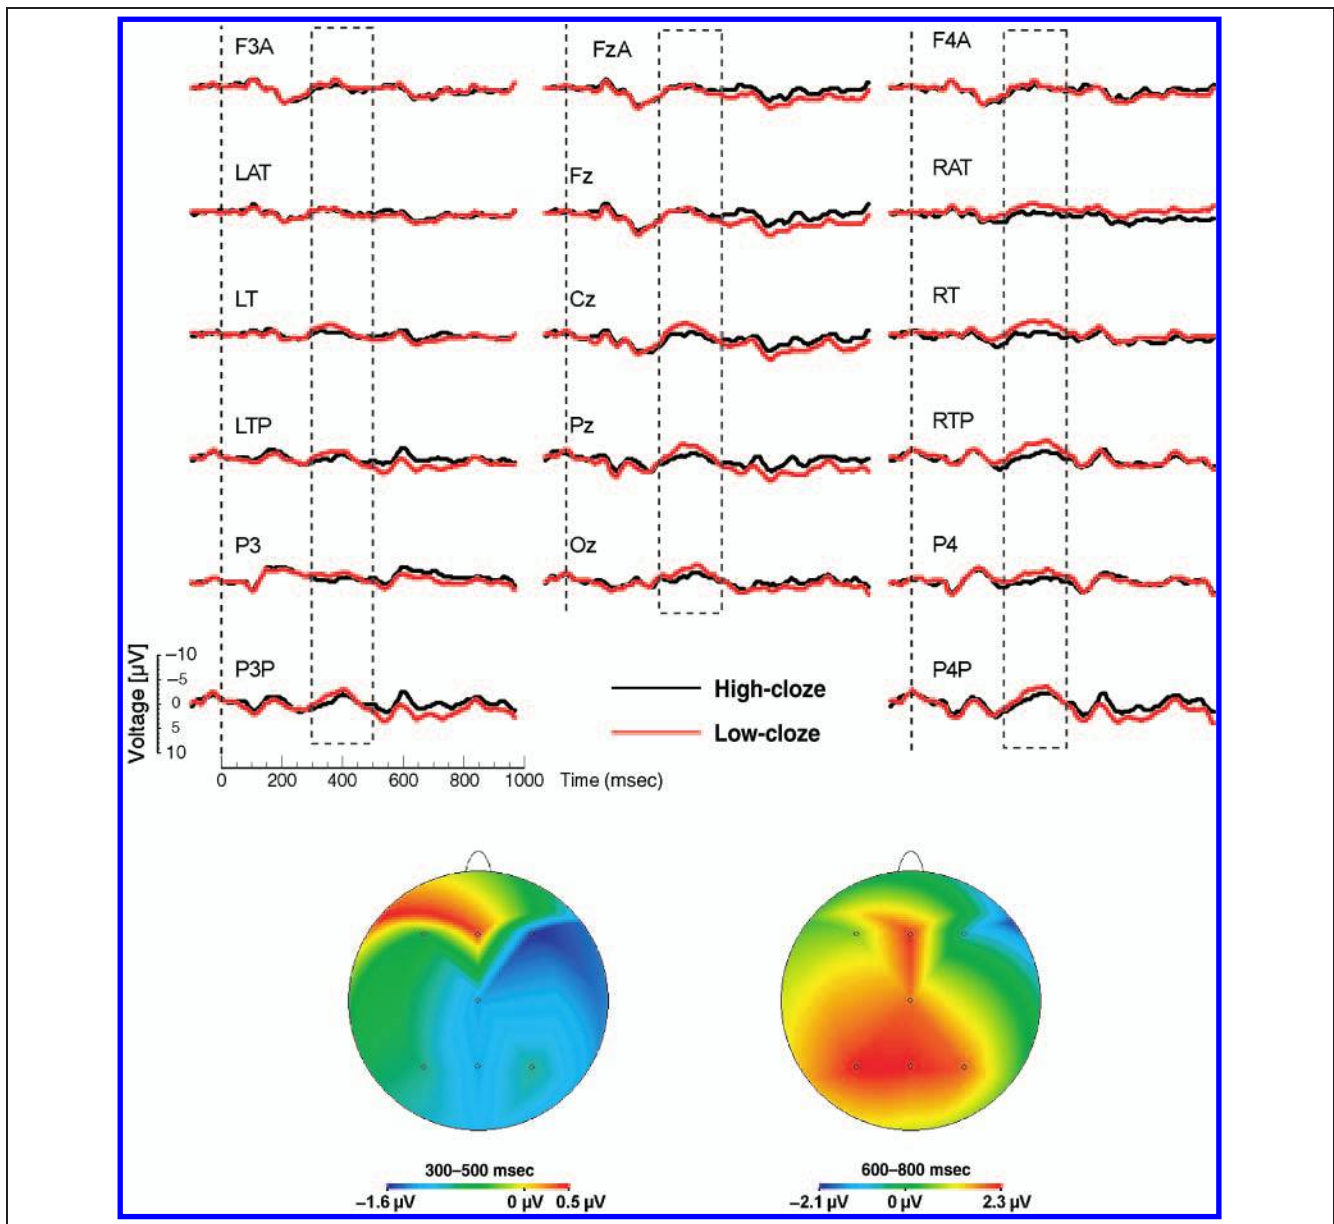 F3A
FzA
F4A
LAT
Fz
RAT
LT
Cz
RT
LTP
Pz
RTP
P3
Oz
P4
P3P
P4P
Voltage [µV]
−10
−5
0
5
10
High-cloze
Low-cloze
0 200 400 600 800 1000 Time (msec)
300–500 msec
−1.6 µV 0 µV 0.5 µV
600–800 msec
−2.1 µV 0 µV 2.3 µV